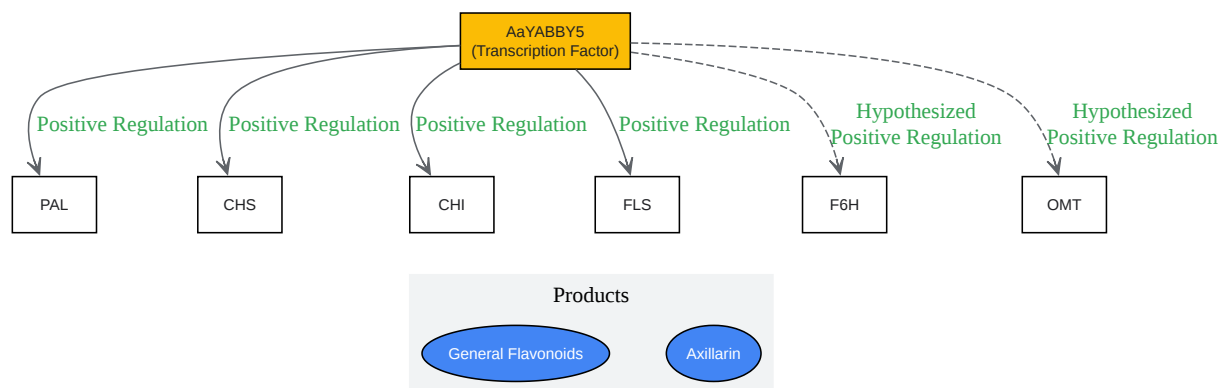 AaYABBY5
(Transcription Factor)
Positive Regulation
Positive Regulation
Positive Regulation
Positive Regulation
Hypothesized
Positive Regulation
Hypothesized
Positive Regulation
PAL
CHS
CHI
FLS
F6H
OMT
Products
General Flavonoids
Axillarin